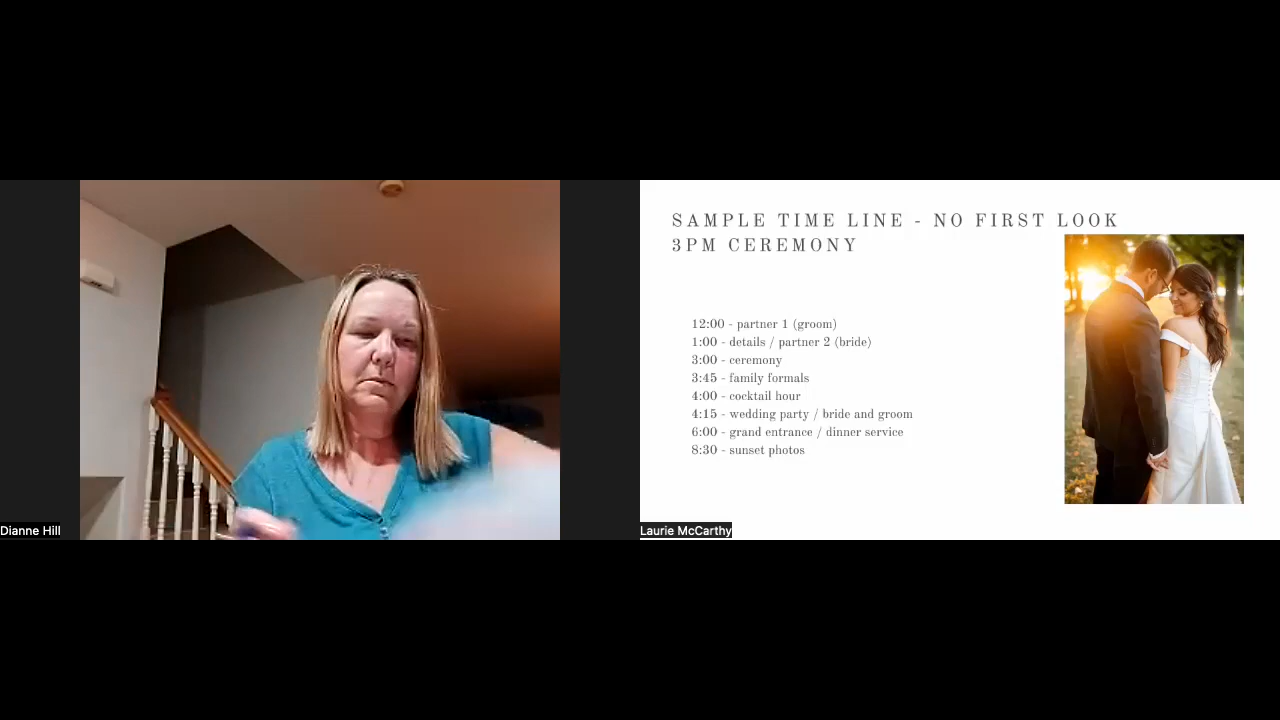 SAMPLE TIME LINE - NO FIRST LOOK
3PM CEREMONY
12:00 - partner 1 (groom)
1:00 - details / partner 2 (bride)
3:00 - ceremony
3:45 - family formals
4:00 - cocktail hour
4:15 - wedding party / bride and groom
6:00 - grand entrance / dinner service
8:30 - sunset photos
Dianne Hill
Laurie McCarthy